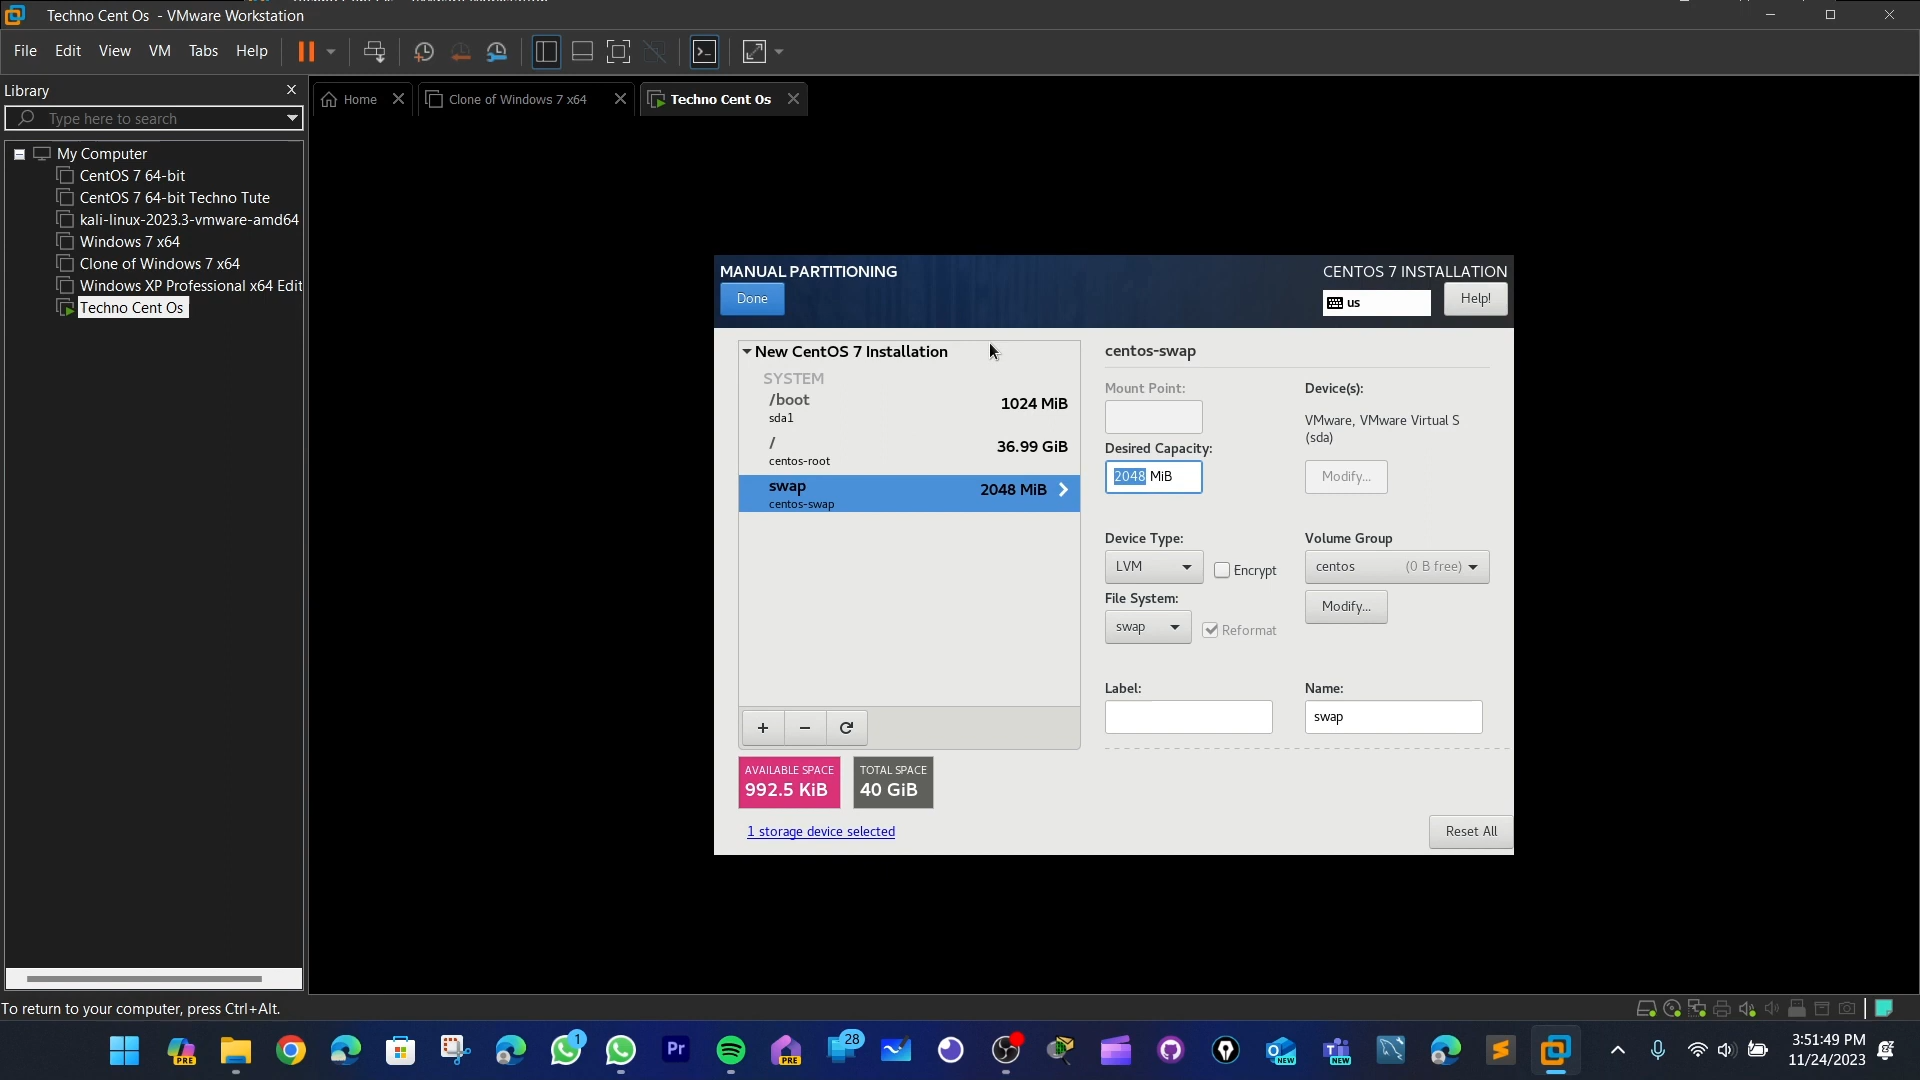 Techno Cent Os - VMware Workstation
File Edit View VM Tabs Help
Library
Home
Clone of Windows 7 x64
Techno Cent Os
Type here to search
My Computer
CentOS 7 64-bit
CentOS 7 64-bit Techno Tute
kali-linux-2023.3-vmware-amd64
Windows 7 x64
Clone of Windows 7 x64
Windows XP Professional x64 Edit
Techno Cent Os
MANUAL PARTITIONING
CENTOS 7 INSTALLATION
Done
us
Help!
New CentOS 7 Installation
SYSTEM
/boot
1024 MiB
sda1
/
36.99 GiB
centos-root
swap
2048 MiB
centos-swap
+ −
AVAILABLE SPACE
992.5 KiB
TOTAL SPACE
40 GiB
1 storage device selected
centos-swap
Mount Point:
Device(s):
VMware, VMware Virtual S
(sda)
Desired Capacity:
2048 MiB
Modify...
Device Type:
Volume Group
LVM
Encrypt
centos (0 B free)
File System:
Modify...
swap
Reformat
Label:
Name:
swap
Reset All
To return to your computer, press Ctrl+Alt.
PRE
1
Pr
PRE
28
NEW
NEW
3:51:49 PM
11/24/2023